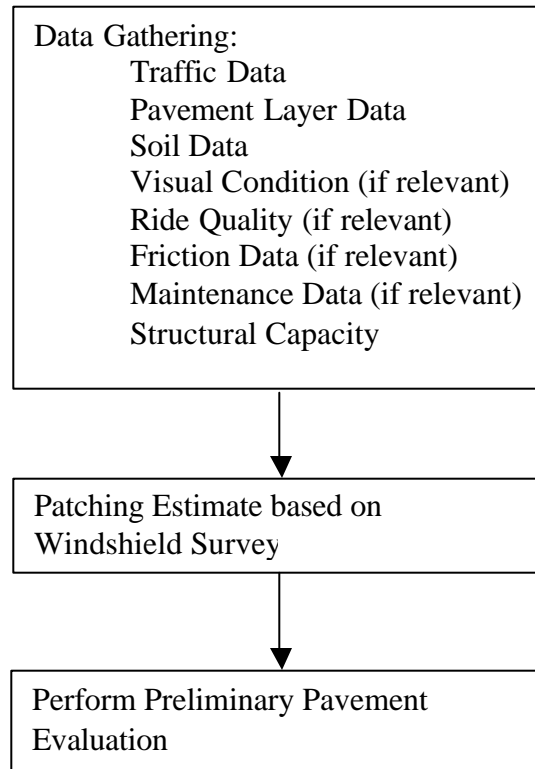 Data Gathering:
Traffic Data
Pavement Layer Data
Soil Data
Visual Condition (if relevant)
Ride Quality (if relevant)
Friction Data (if relevant)
Maintenance Data (if relevant)
Structural Capacity
Patching Estimate based on
Windshield Survey
Perform Preliminary Pavement
Evaluation